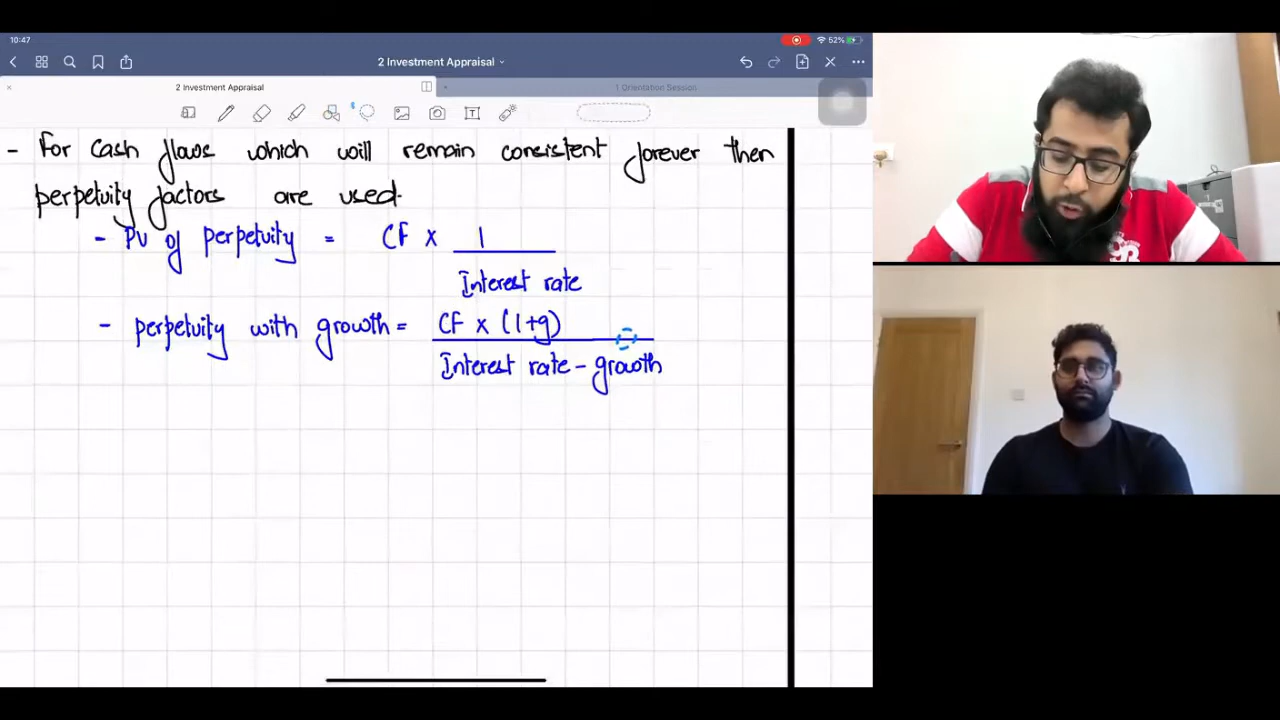 10:47
52%
2 Investment Appraisal
2 Investment Appraisal
1 Orientation Session
- For cash flows which will remain consistent forever then
perpetuity factors are used.
- PV of perpetuity = CF × 1
Interest rate
- perpetuity with growth = CF × (1+g)
Interest rate - growth